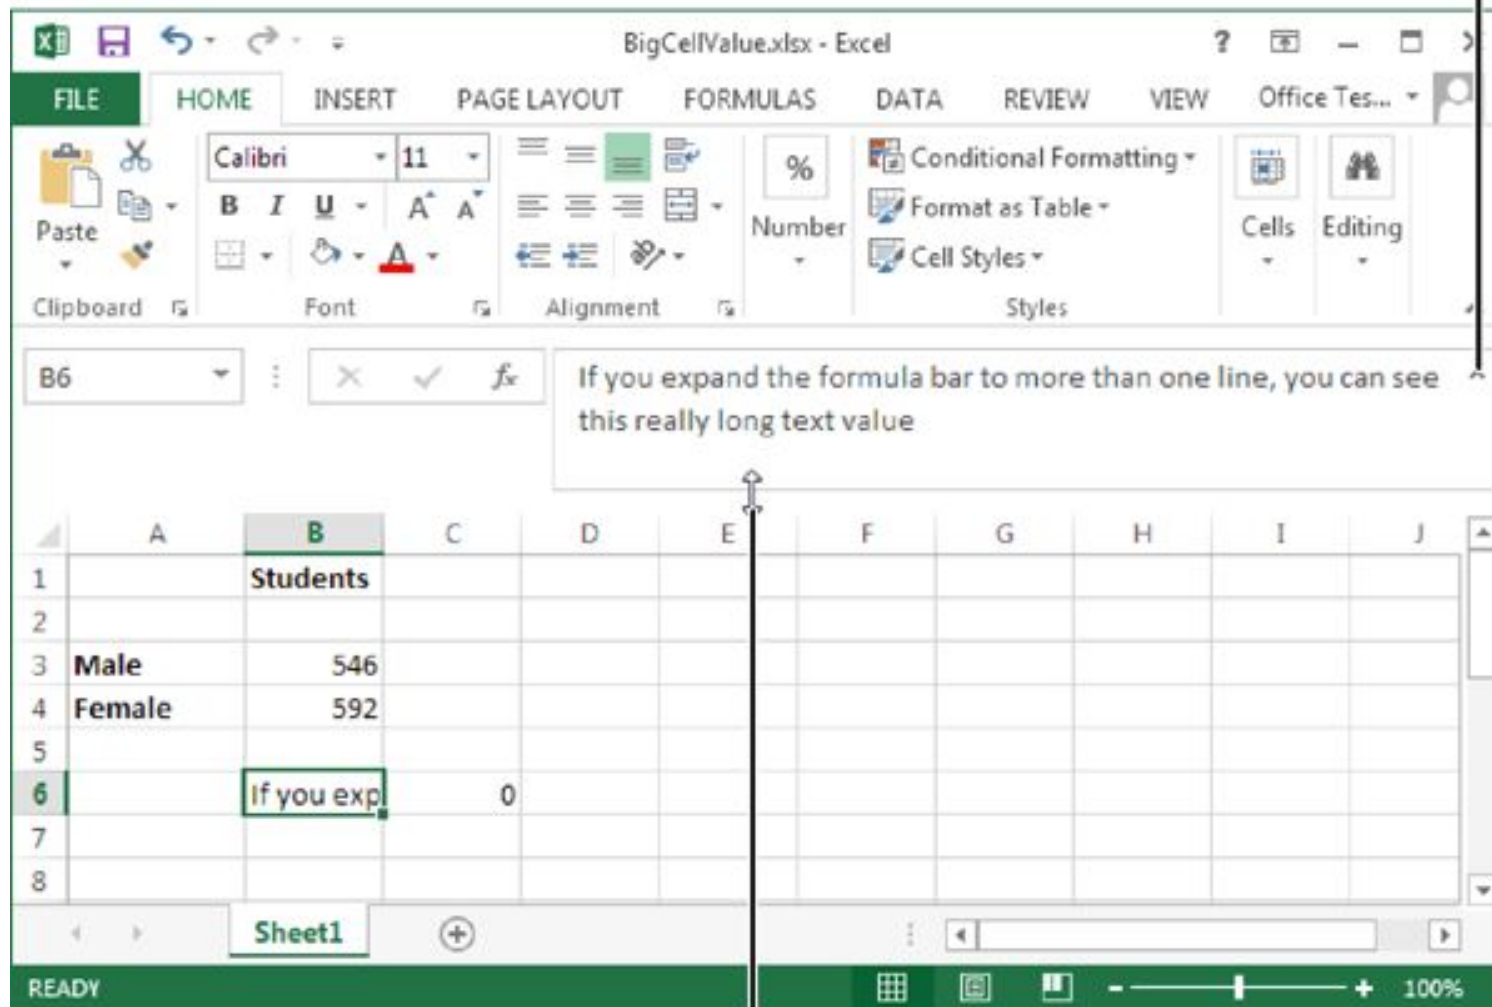 BigCellValue.xlsx - Excel ?
FILE HOME INSERT PAGE LAYOUT FORMULAS DATA REVIEW VIEW Office Tes...
Calibri 11 % Conditional Formatting
Paste B I U A A Number Format as Table Cells Editing
A Cell Styles
Clipboard Font Alignment Styles
B6 fx If you expand the formula bar to more than one line, you can see
this really long text value
A B C D E F G H I J
1 Students
2
3 Male 546
4 Female 592
5
6 If you exp 0
7
8
Sheet1
READY 100%